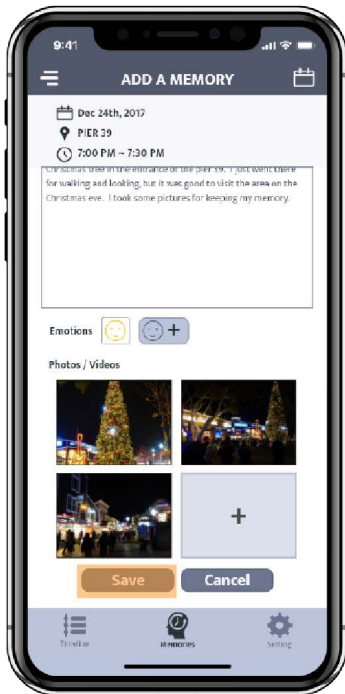 9:41
ADD A MEMORY
Dec 24th, 2017
PIER 39
7:00 PM ~ 7:30 PM
Christmas tree in the entrance of the pier 39. I just went there
for walking and looking, but it was good to visit the area on the
Christmas eve. I took some pictures for keeping my memory.
Emotions
+
Photos / Videos
+
Save Cancel
Timeline Memories Setting